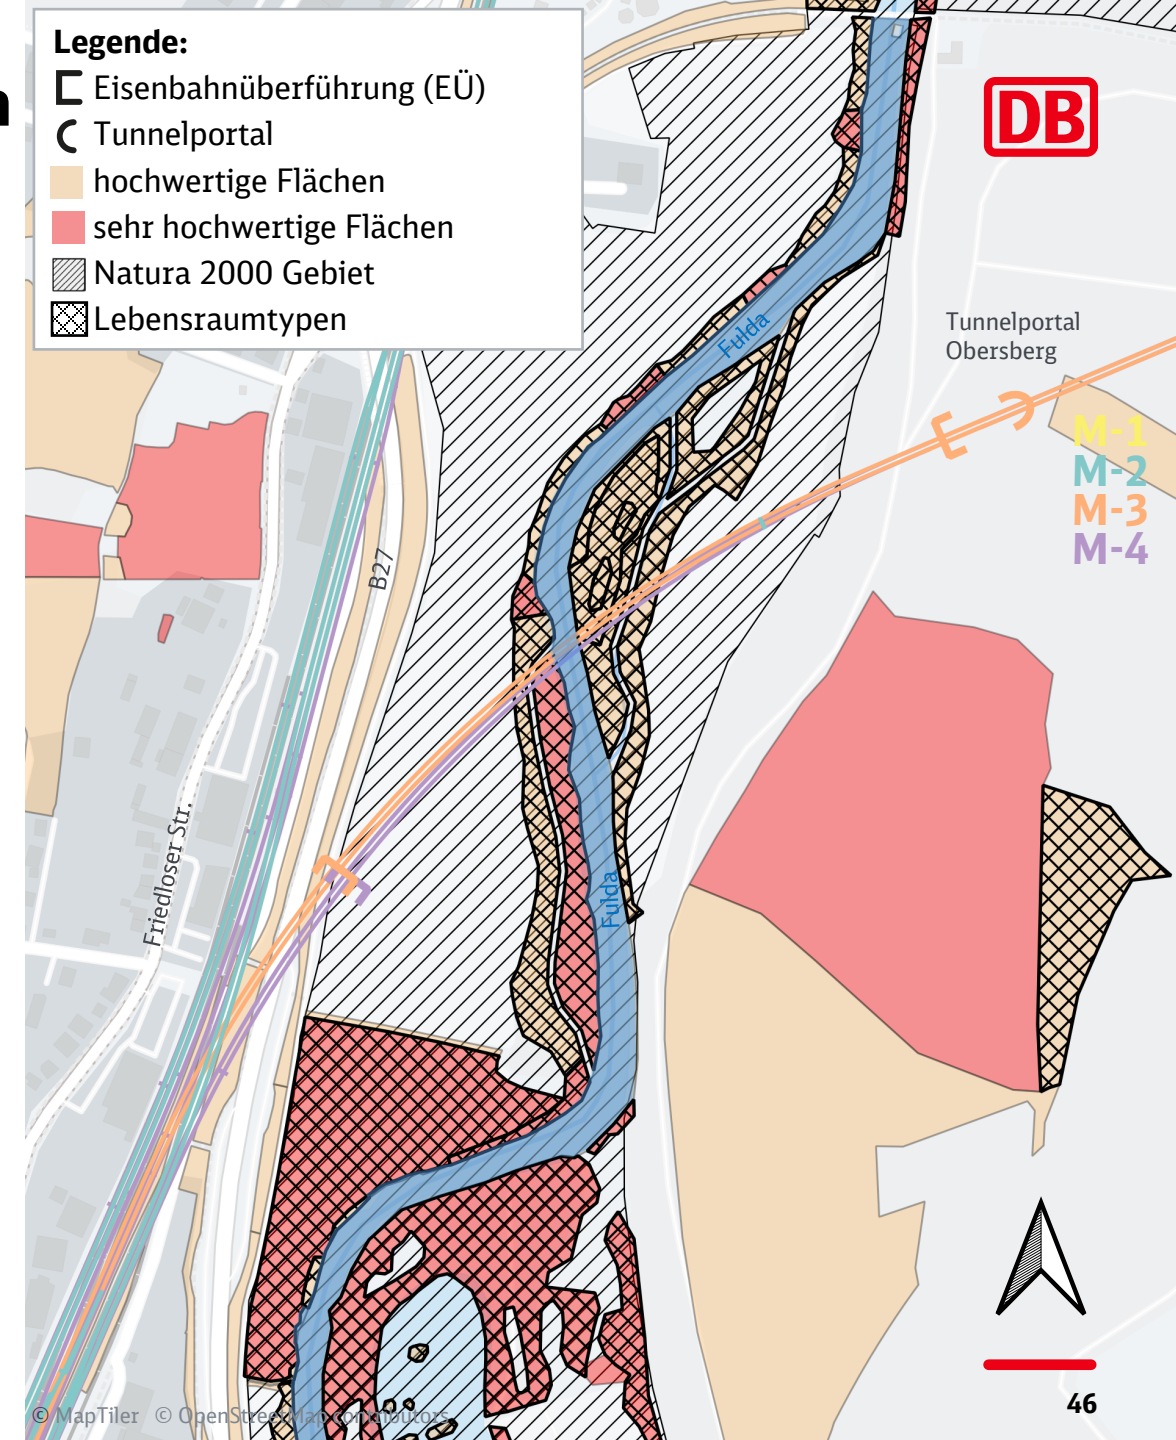 Legende:
Eisenbahnüberführung (EÜ)
Tunnelportal
hochwertige Flächen
sehr hochwertige Flächen
Natura 2000 Gebiet
Lebensraumtypen
n
DB
Fulda
Tunnelportal
Obersberg
M-1
M-2
M-3
M-4
B27
Friedloser Str.
Fulda
46
© MapTiler © OpenStreetMap contributors